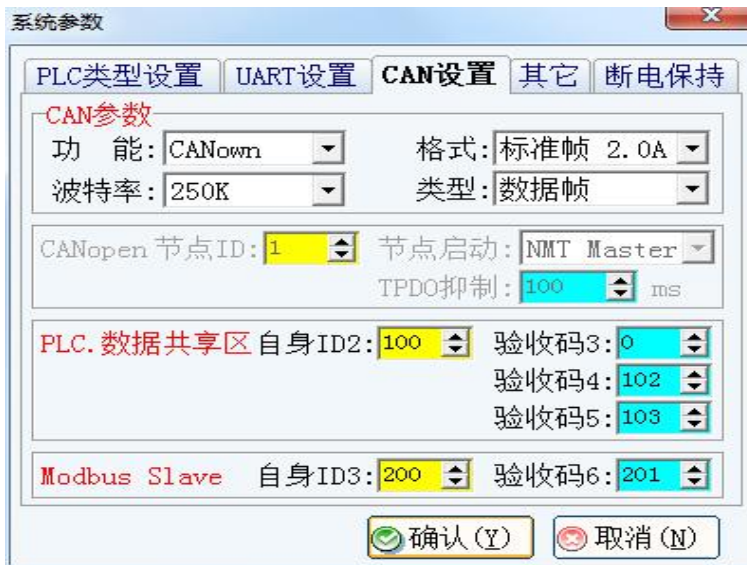 系统参数
PLC类型设置 UART设置 CAN设置 其它 断电保持
CAN参数
功 能: CANown 格式: 标准帧 2.0A
波特率: 250K 类型: 数据帧
CANopen 节点ID: 1 节点启动: NMT Master
TPDO抑制: 100 ms
PLC.数据共享区 自身ID2: 100 验收码3: 0
验收码4: 102
验收码5: 103
Modbus Slave 自身ID3: 200 验收码6: 201
确认(Y) 取消(N)